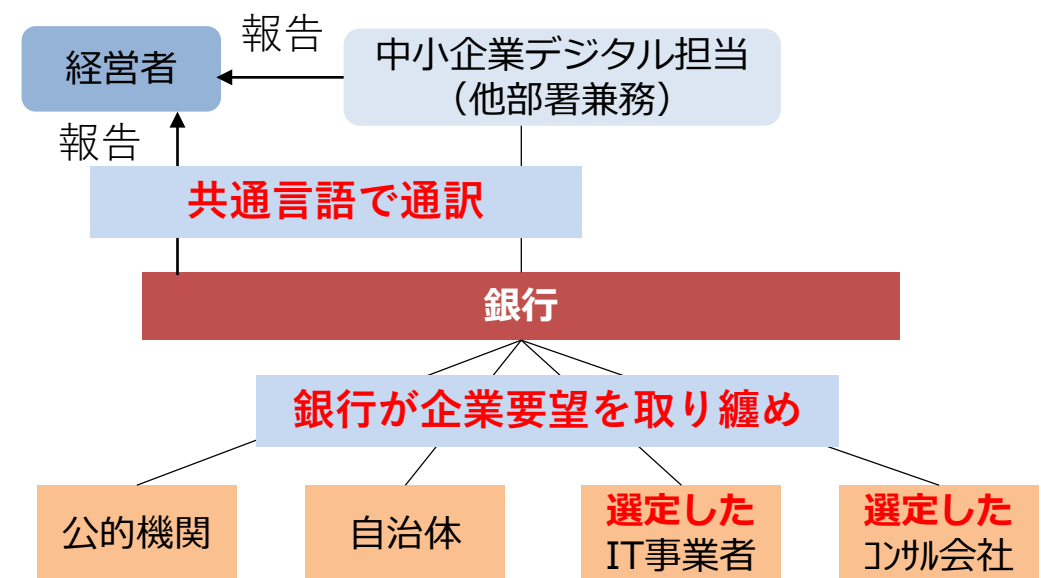 報告
経営者
中小企業デジタル担当
（他部署兼務）
報告
共通言語で通訳
銀行
銀行が企業要望を取り纏め
公的機関
自治体
選定した
IT事業者
選定した
ｺﾝｻﾙ会社